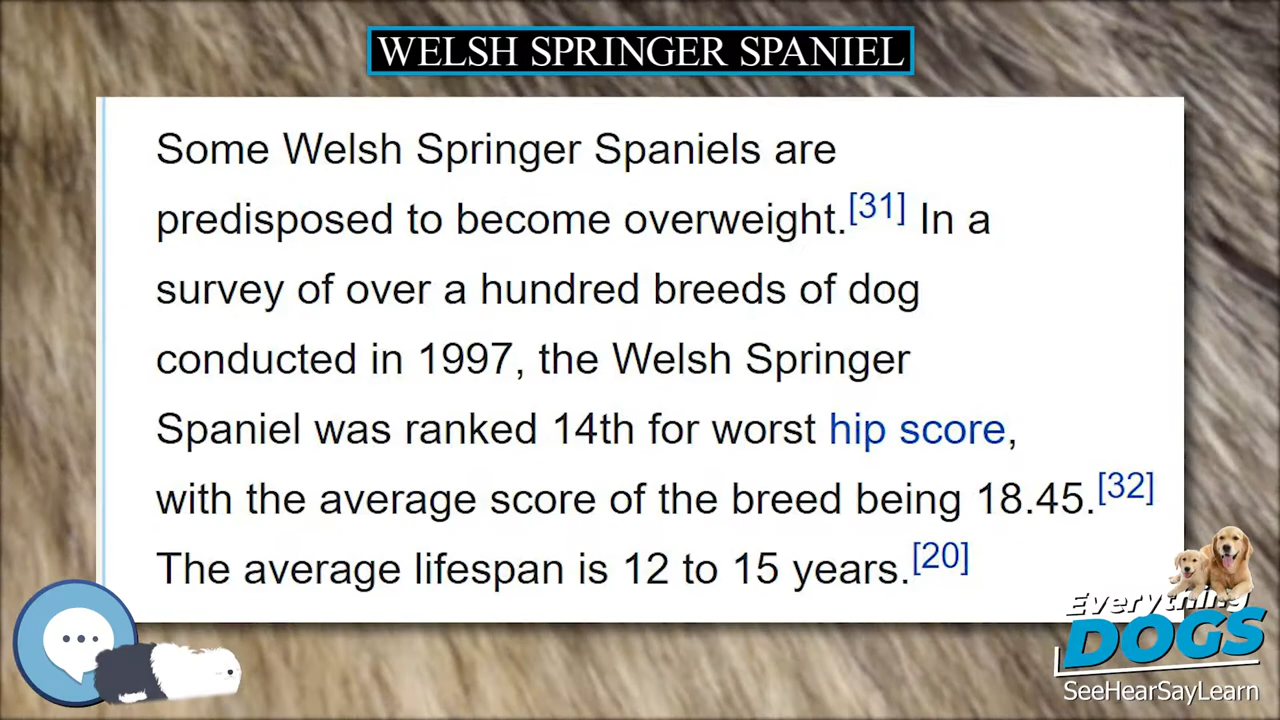 WELSH SPRINGER SPANIEL
Some Welsh Springer Spaniels are
predisposed to become overweight.[31] In a
survey of over a hundred breeds of dog
conducted in 1997, the Welsh Springer
Spaniel was ranked 14th for worst hip score,
with the average score of the breed being 18.45.[32]
The average lifespan is 12 to 15 years.[20]
Everything
DOGS
SeeHearSayLearn